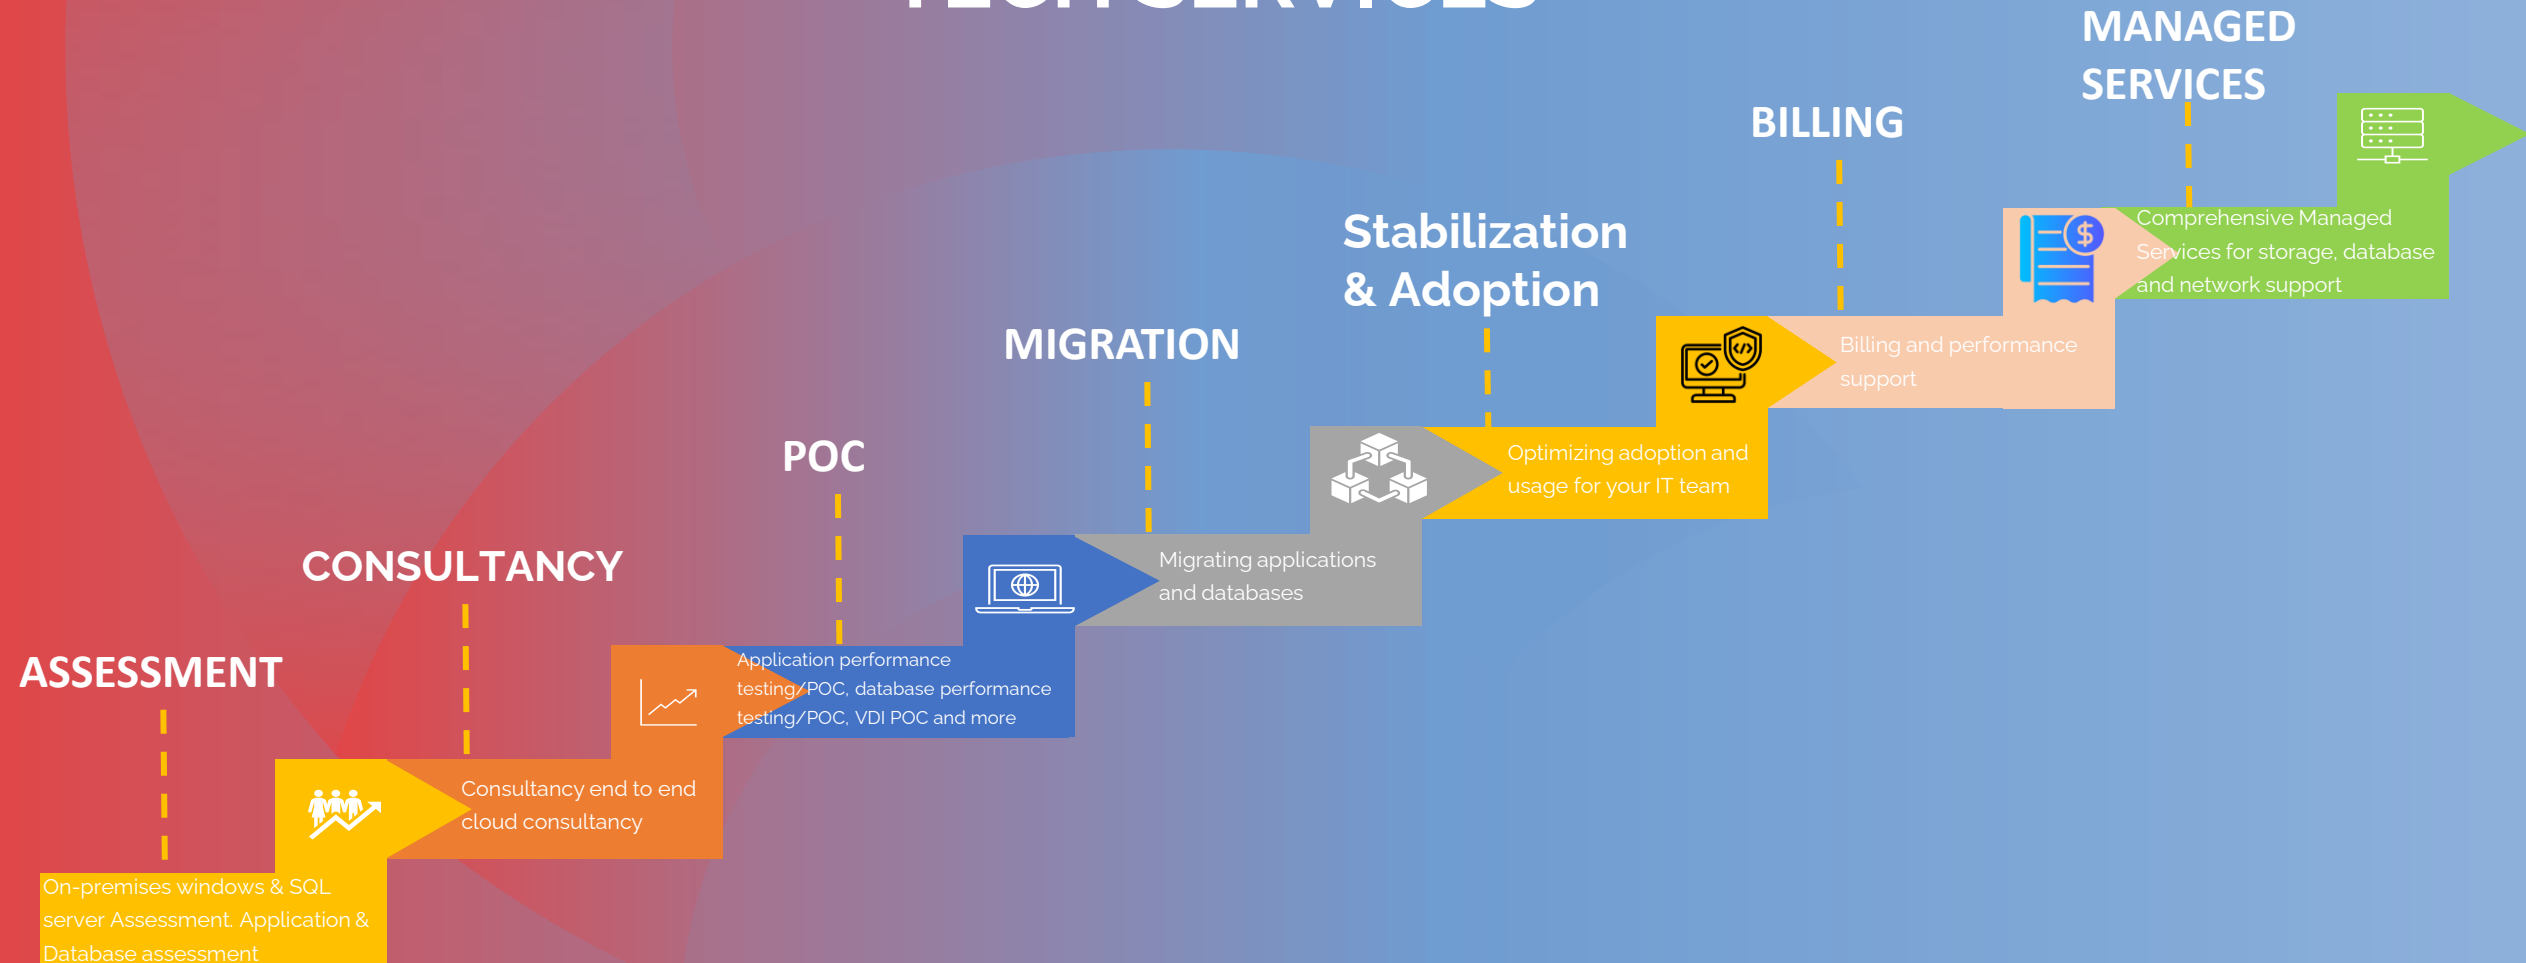 TECH SERVICES
MANAGED
SERVICES
BILLING
Stabilization
& Adoption
MIGRATION
POC
CONSULTANCY
ASSESSMENT
Comprehensive Managed
Services for storage, database
and network support
Billing and performance
support
Optimizing adoption and
usage for your IT team
Migrating applications
and databases
Application performance
testing/POC, database performance
testing/POC, VDI POC and more
Consultancy end to end
cloud consultancy
On-premises windows & SQL
server Assessment. Application &
Database assessment